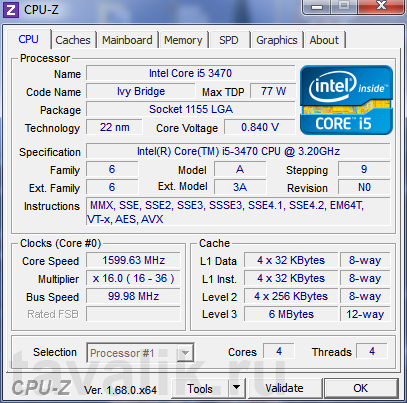 Z CPU-Z
CPU Caches Mainboard Memory SPD Graphics About
Processor
Name Intel Core i5 3470
Code Name Ivy Bridge Max TDP 77 W
Package Socket 1155 LGA
Technology 22 nm Core Voltage 0.840 V
intel inside™
CORE™ i5
Specification Intel(R) Core(TM) i5-3470 CPU @ 3.20GHz
Family 6 Model A Stepping 9
Ext. Family 6 Ext. Model 3A Revision N0
Instructions MMX, SSE, SSE2, SSE3, SSSE3, SSE4.1, SSE4.2, EM64T,
VT-x, AES, AVX
Clocks (Core #0)
Core Speed 1599.63 MHz
Multiplier x 16.0 ( 16 - 36 )
Bus Speed 99.98 MHz
Rated FSB
Cache
L1 Data 4 x 32 KBytes 8-way
L1 Inst. 4 x 32 KBytes 8-way
Level 2 4 x 256 KBytes 8-way
Level 3 6 MBytes 12-way
Selection Processor #1 Cores 4 Threads 4
tavalik.ru
CPU-Z Ver. 1.68.0.x64 Tools Validate OK